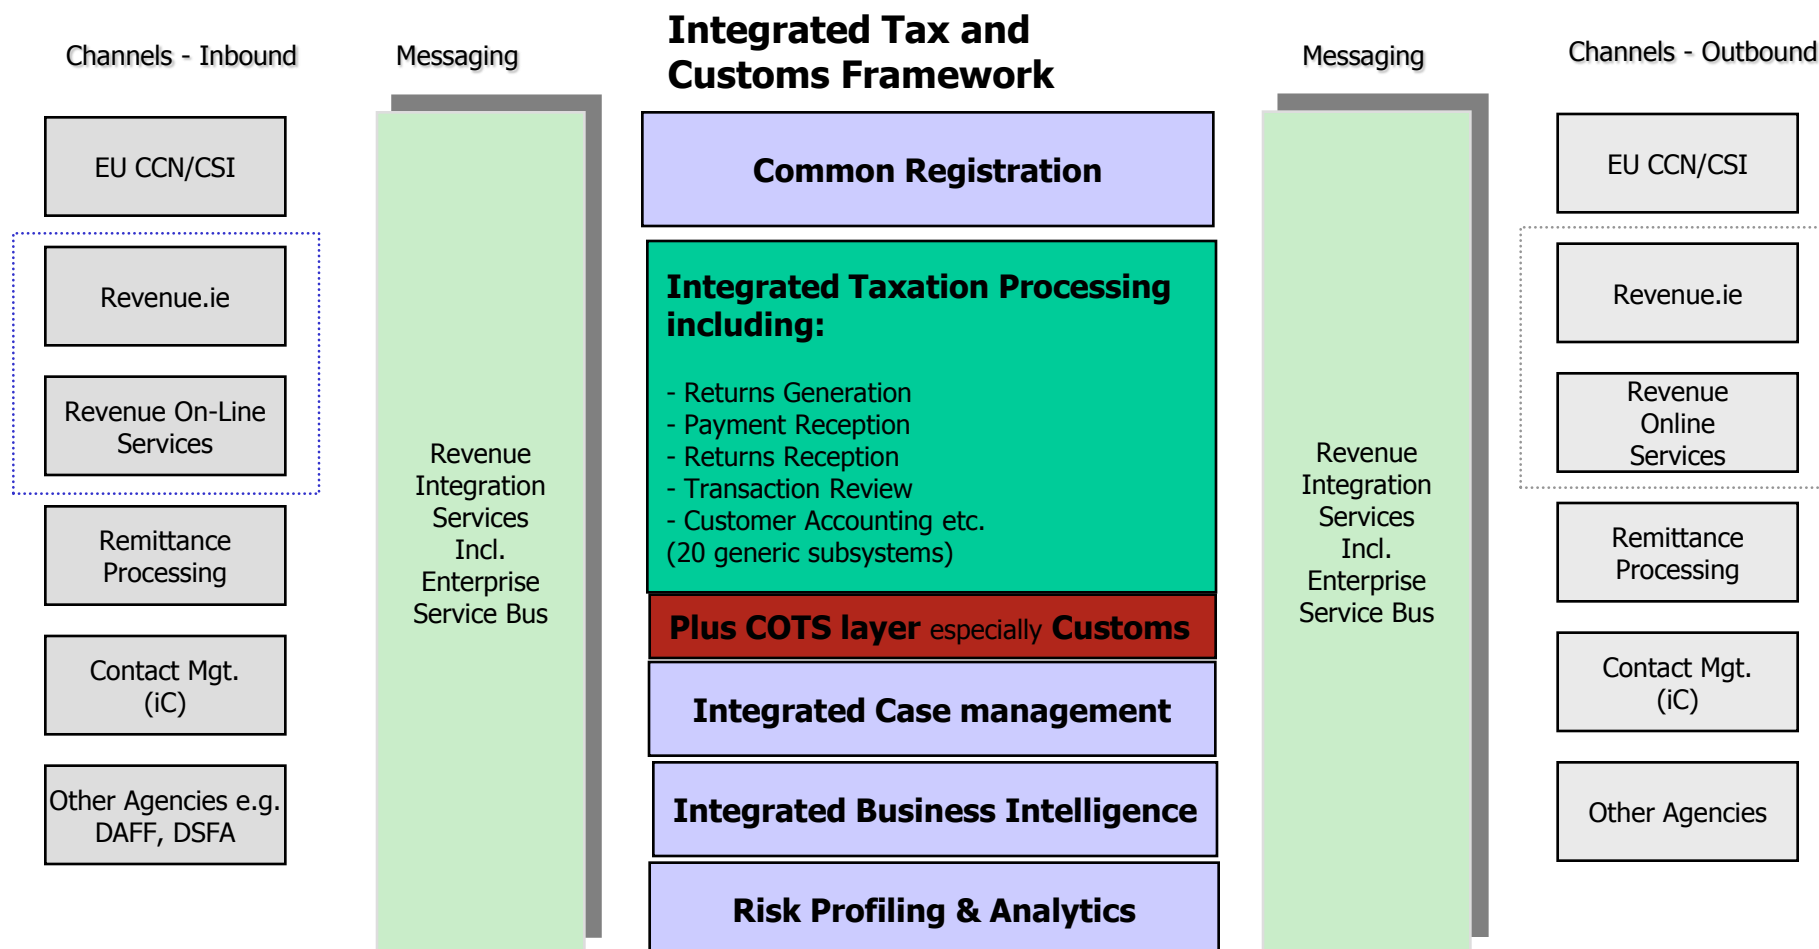 Channels - Inbound
EU CCN/CSI
Revenue.ie
Revenue On-Line
Services
Remittance
Processing
Contact Mgt.
(iC)
Other Agencies e.g.
DAFF, DSFA
Messaging
Revenue
Integration
Services
Incl.
Enterprise
Service Bus
Integrated Tax and
Customs Framework
Common Registration
Integrated Taxation Processing
including:
- Returns Generation
- Payment Reception
- Returns Reception
- Transaction Review
- Customer Accounting etc.
(20 generic subsystems)
Plus COTS layer especially Customs
Integrated Case management
Integrated Business Intelligence
Risk Profiling & Analytics
Messaging
Revenue
Integration
Services
Incl.
Enterprise
Service Bus
Channels - Outbound
EU CCN/CSI
Revenue.ie
Revenue
Online
Services
Remittance
Processing
Contact Mgt.
(iC)
Other Agencies